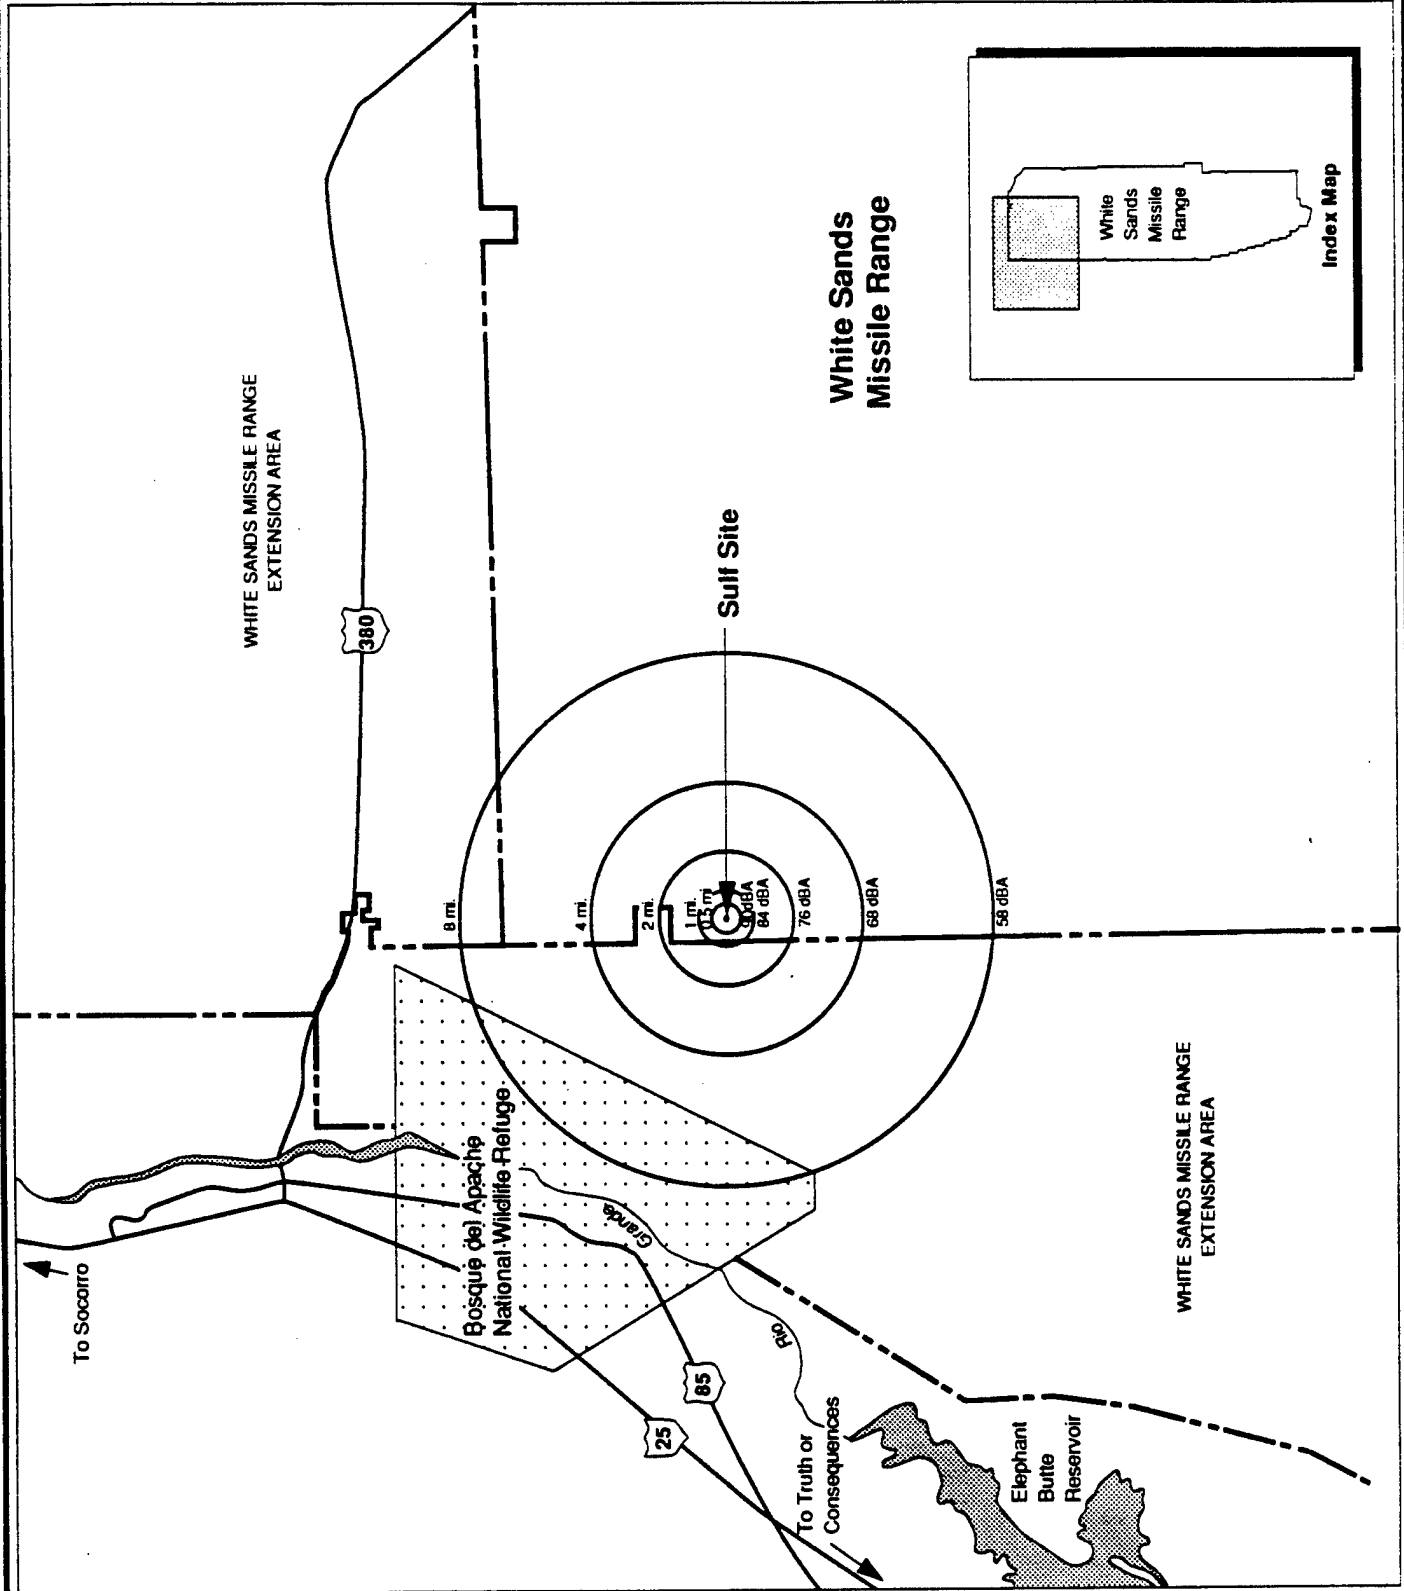 To Socorro
WHITE SANDS MISSILE RANGE
EXTENSION AREA
380
Bosque del Apache
National Wildlife Refuge
Grande
Rio
25
85
To Truth or
Consequences
Elephant
Butte
Reservoir
8 mi.
4 mi.
2 mi.
1 mi.
0.5 mi
90 dBA
84 dBA
76 dBA
68 dBA
58 dBA
Sulf Site
White Sands
Missile Range
WHITE SANDS MISSILE RANGE
EXTENSION AREA
White
Sands
Missile
Range
Index Map